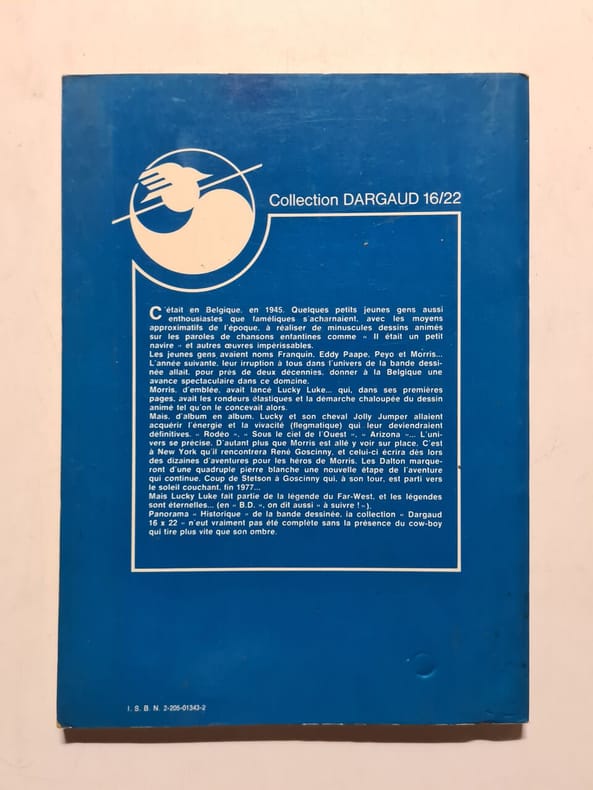 Collection DARGAUD 16/22
C'était en Belgique, en 1945. Quelques petits jeunes gens aussi
enthousiastes que faméliques s'acharnaient, avec les moyens
approximatifs de l'époque, à réaliser de minuscules dessins animés
sur les paroles de chansons enfantines comme « Il était un petit
navire » et autres œuvres impérissables.
Les jeunes gens avaient noms Franquin, Eddy Paape, Peyo et Morris...
L'année suivante, leur irruption à tous dans l'univers de la bande dessi-
née allait, pour près de deux décennies, donner à la Belgique une
avance spectaculaire dans ce domaine.
Morris, d'emblée, avait lancé Lucky Luke... qui, dans ses premières
pages, avait les rondeurs élastiques et la démarche chaloupée du dessin
animé tel qu'on le concevait alors.
Mais, d'album en album, Lucky et son cheval Jolly Jumper allaient
acquérir l'énergie et la vivacité (flegmatique) qui leur deviendraient
définitives. « Rodéo », « Sous le ciel de l'Ouest », « Arizona »... L'uni-
vers se précise. D'autant plus que Morris est allé y voir sur place. C'est
à New York qu'il rencontrera René Goscinny, et celui-ci écrira dès lors
des dizaines d'aventures pour les héros de Morris. Les Dalton marque-
ront d'une quadruple pierre blanche une nouvelle étape de l'aventure
qui continue. Coup de Stetson à Goscinny qui, à son tour, est parti vers
le soleil couchant, fin 1977...
Mais Lucky Luke fait partie de la légende du Far-West, et les légendes
sont éternelles... (en « B.D. », on dit aussi « à suivre ! »).
Panorama « Historique » de la bande dessinée, la collection « Dargaud
16 x 22 » n'eut vraiment pas été complète sans la présence du cow-boy
qui tire plus vite que son ombre.
I. S. B. N. 2-205-01343-2